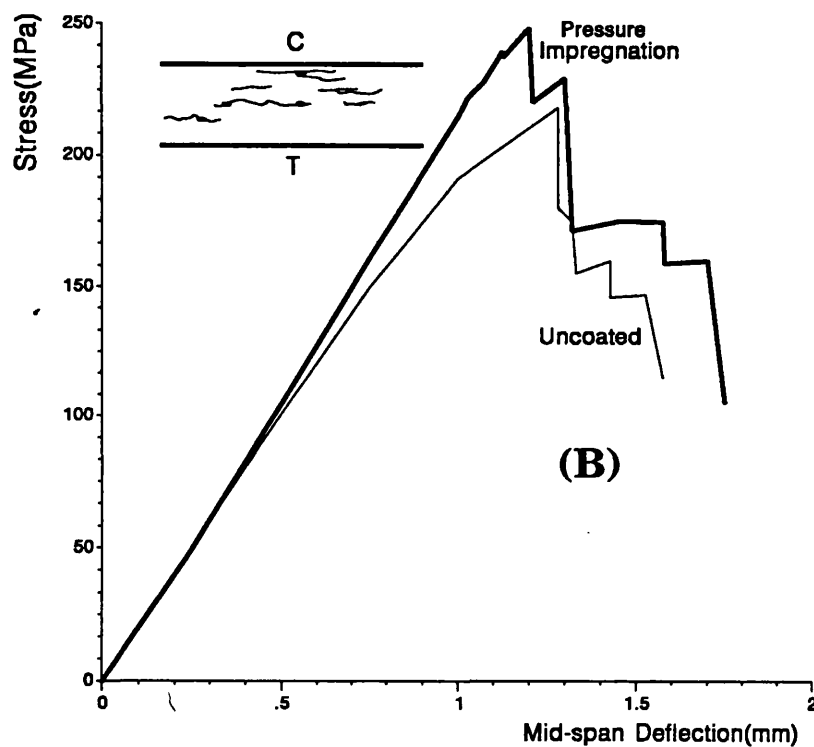 250
200
150
100
50
0
Stress(MPa)
C
T
Pressure
Impregnation
Uncoated
(B)
0
.5
1
1.5
2
Mid-span Deflection(mm)